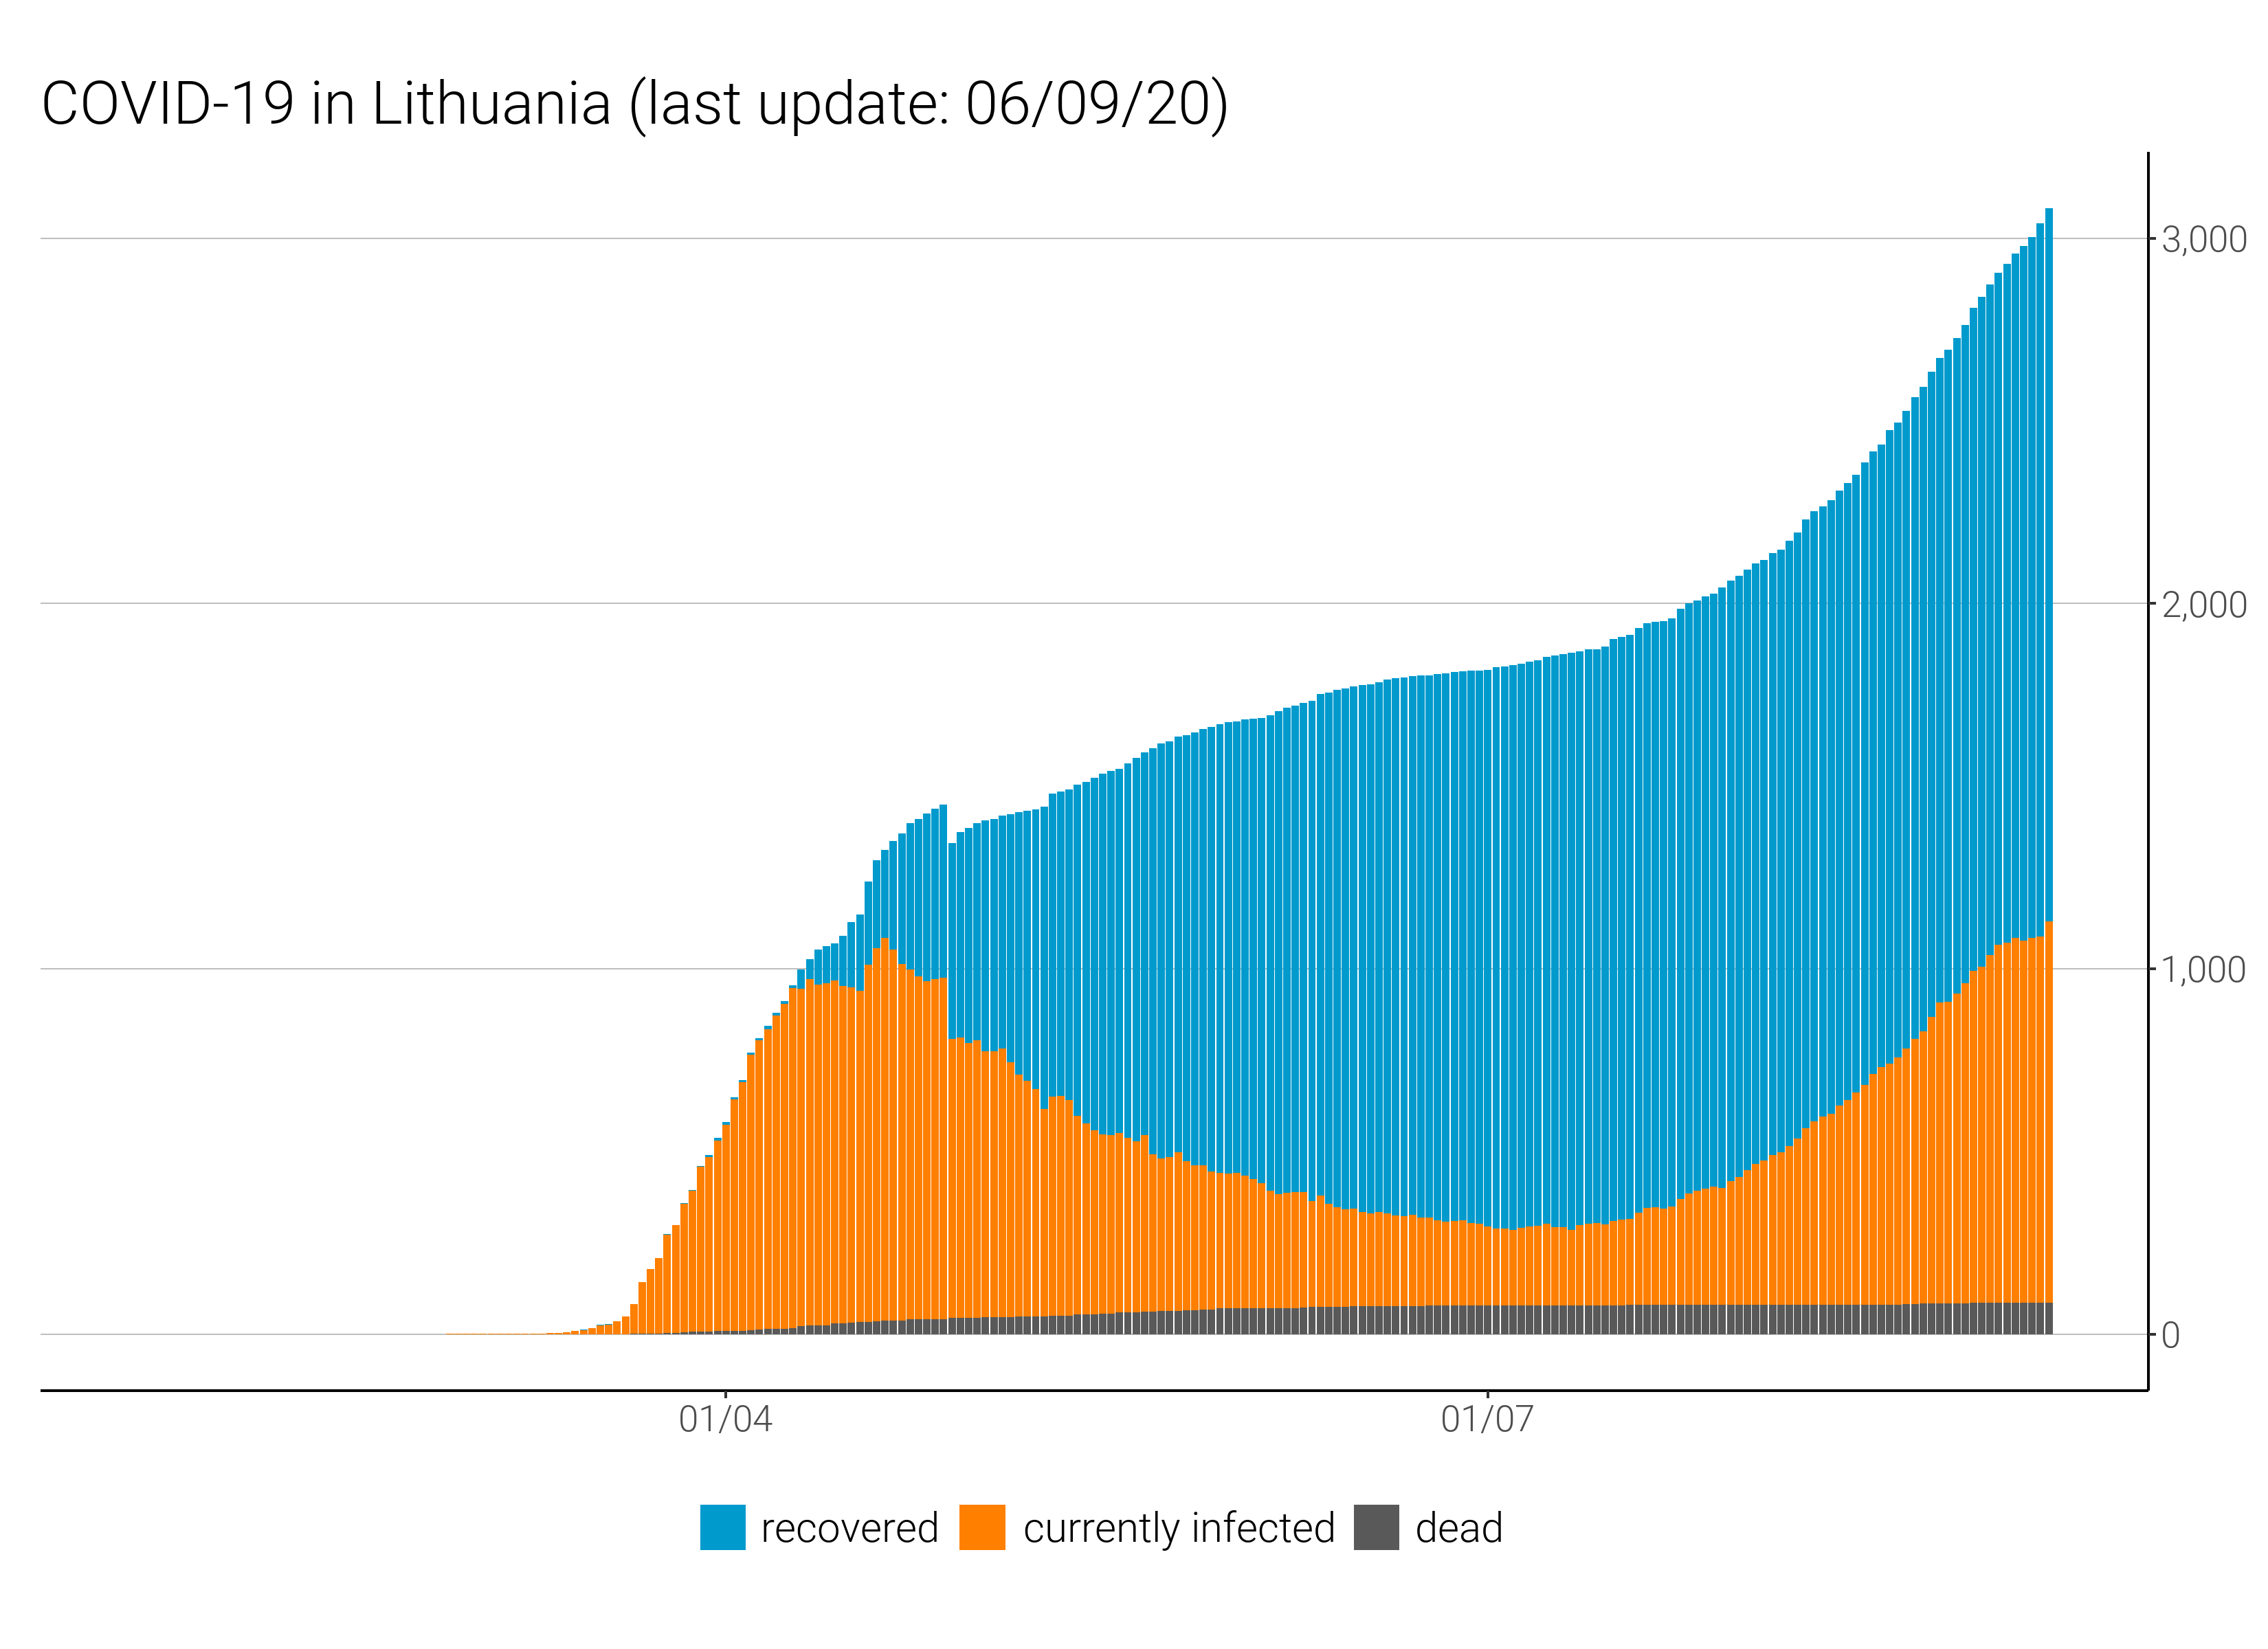 COVID-19 in Lithuania (last update: 06/09/20)
3,000
2,000
1,000
0
01/04 01/07
recovered currently infected dead